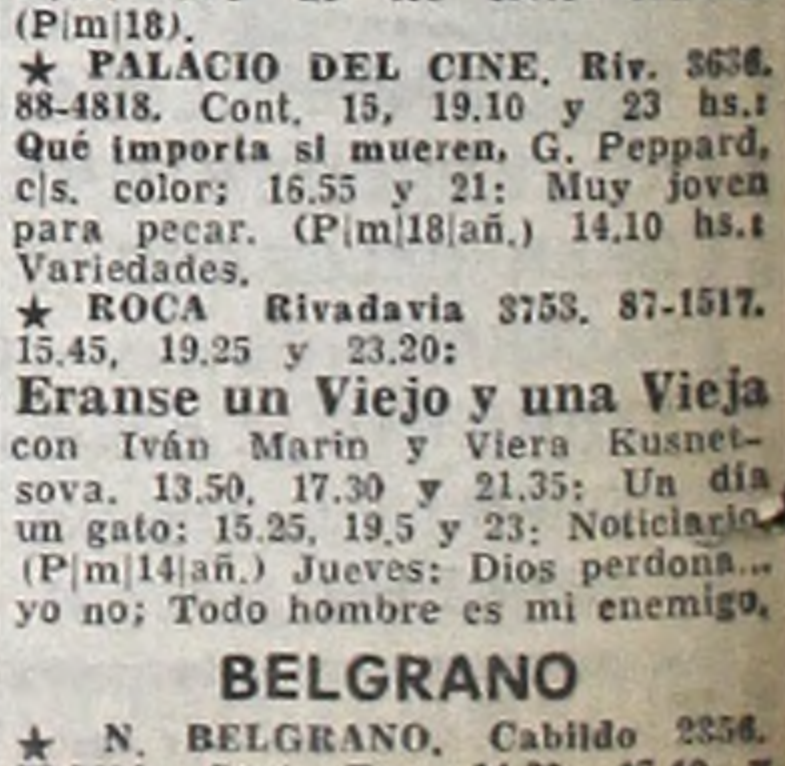 (P|m|18).
★ PALACIO DEL CINE. Riv. 3636.
88-4818. Cont. 15, 19.10 y 23 hs.:
Qué importa si mueren, G. Peppard,
c|s. color; 16.55 y 21: Muy joven
para pecar. (P|m|18|añ.) 14.10 hs.:
Variedades.
★ ROCA Rivadavia 3753. 87-1517.
15.45, 19.25 y 23.20:
Eranse un Viejo y una Vieja
con Iván Marin y Viera Kusnet-
sova. 13.50, 17.30 y 21.35: Un día
un gato: 15.25, 19.5 y 23: Noticiario.
(P|m|14|añ.) Jueves: Dios perdona...
yo no; Todo hombre es mi enemigo.
BELGRANO
★ N. BELGRANO. Cabildo 2356.